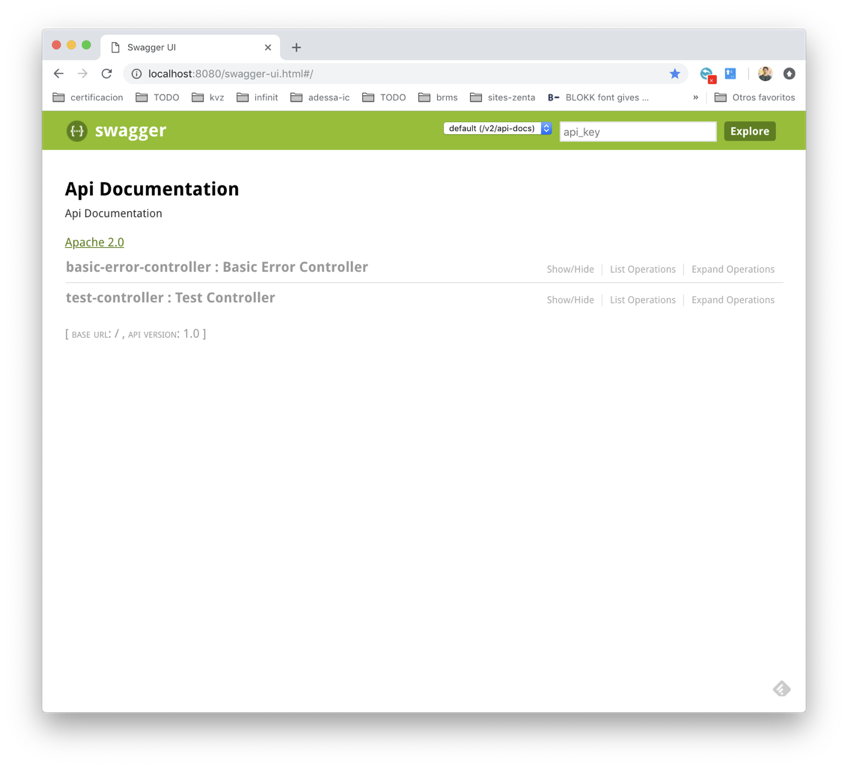 Swagger UI
localhost:8080/swagger-ui.html#/
certificacion TODO kvz infinit adessa-ic TODO brms sites-zenta B- BLOKK font gives ... » Otros favoritos
{...} swagger default (/v2/api-docs) api_key Explore
Api Documentation
Api Documentation
Apache 2.0
basic-error-controller : Basic Error Controller Show/Hide List Operations Expand Operations
test-controller : Test Controller Show/Hide List Operations Expand Operations
[ BASE URL: / , API VERSION: 1.0 ]